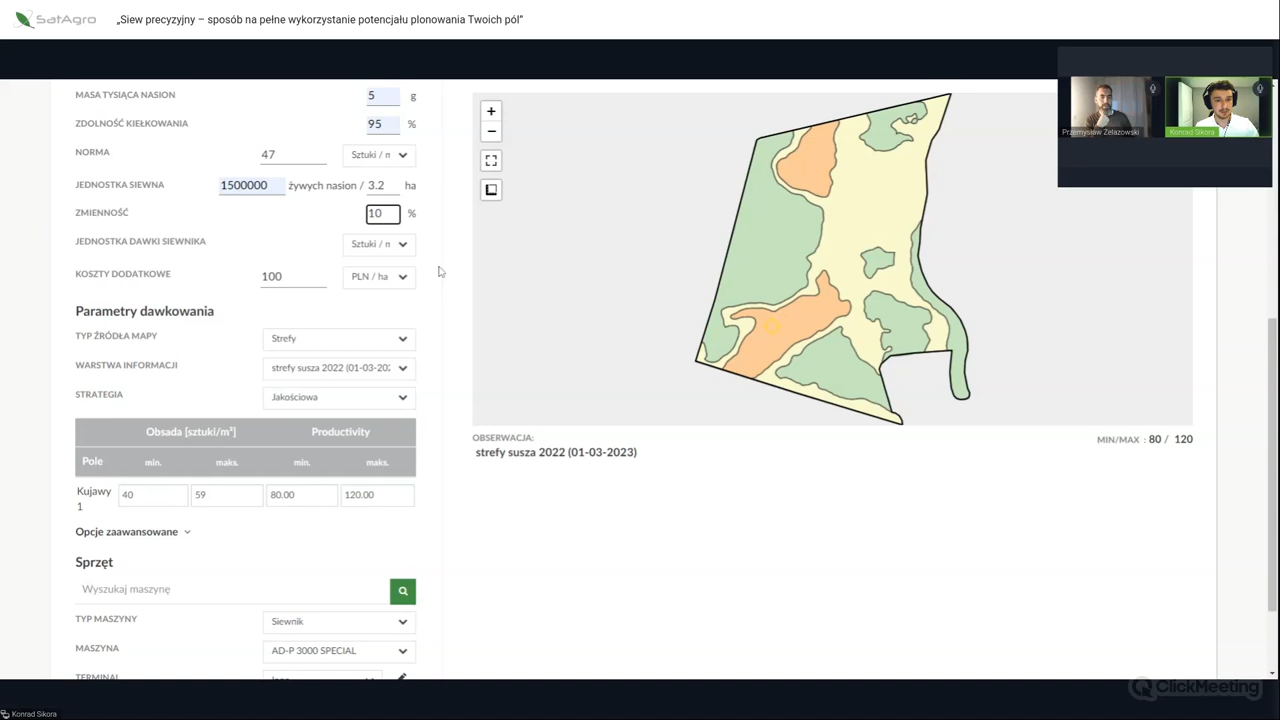 SatAgro
„Siew precyzyjny – sposób na pełne wykorzystanie potencjału plonowania Twoich pól"
MASA TYSIĄCA NASION 5 g
ZDOLNOŚĆ KIEŁKOWANIA 95 %
NORMA 47 Sztuki / m
JEDNOSTKA SIEWNA 1500000 żywych nasion / 3.2 ha
ZMIENNOŚĆ 10 %
JEDNOSTKA DAWKI SIEWNIKA Sztuki / m
KOSZTY DODATKOWE 100 PLN / ha
Parametry dawkowania
TYP ŹRÓDŁA MAPY Strefy
WARSTWA INFORMACJI strefy susza 2022 (01-03-202
STRATEGIA Jakościowa
Obsada [sztuki/m²] Productivity
Pole min. maks. min. maks.
Kujawy 1 40 59 80.00 120.00
Opcje zaawansowane
Sprzęt
Wyszukaj maszynę
TYP MASZYNY Siewnik
MASZYNA AD-P 3000 SPECIAL
TERMINAL
+
−
OBSERWACJA:
strefy susza 2022 (01-03-2023)
MIN/MAX : 80 / 120
Przemysław Żelazowski
Konrad Sikora
ClickMeeting
Konrad Sikora